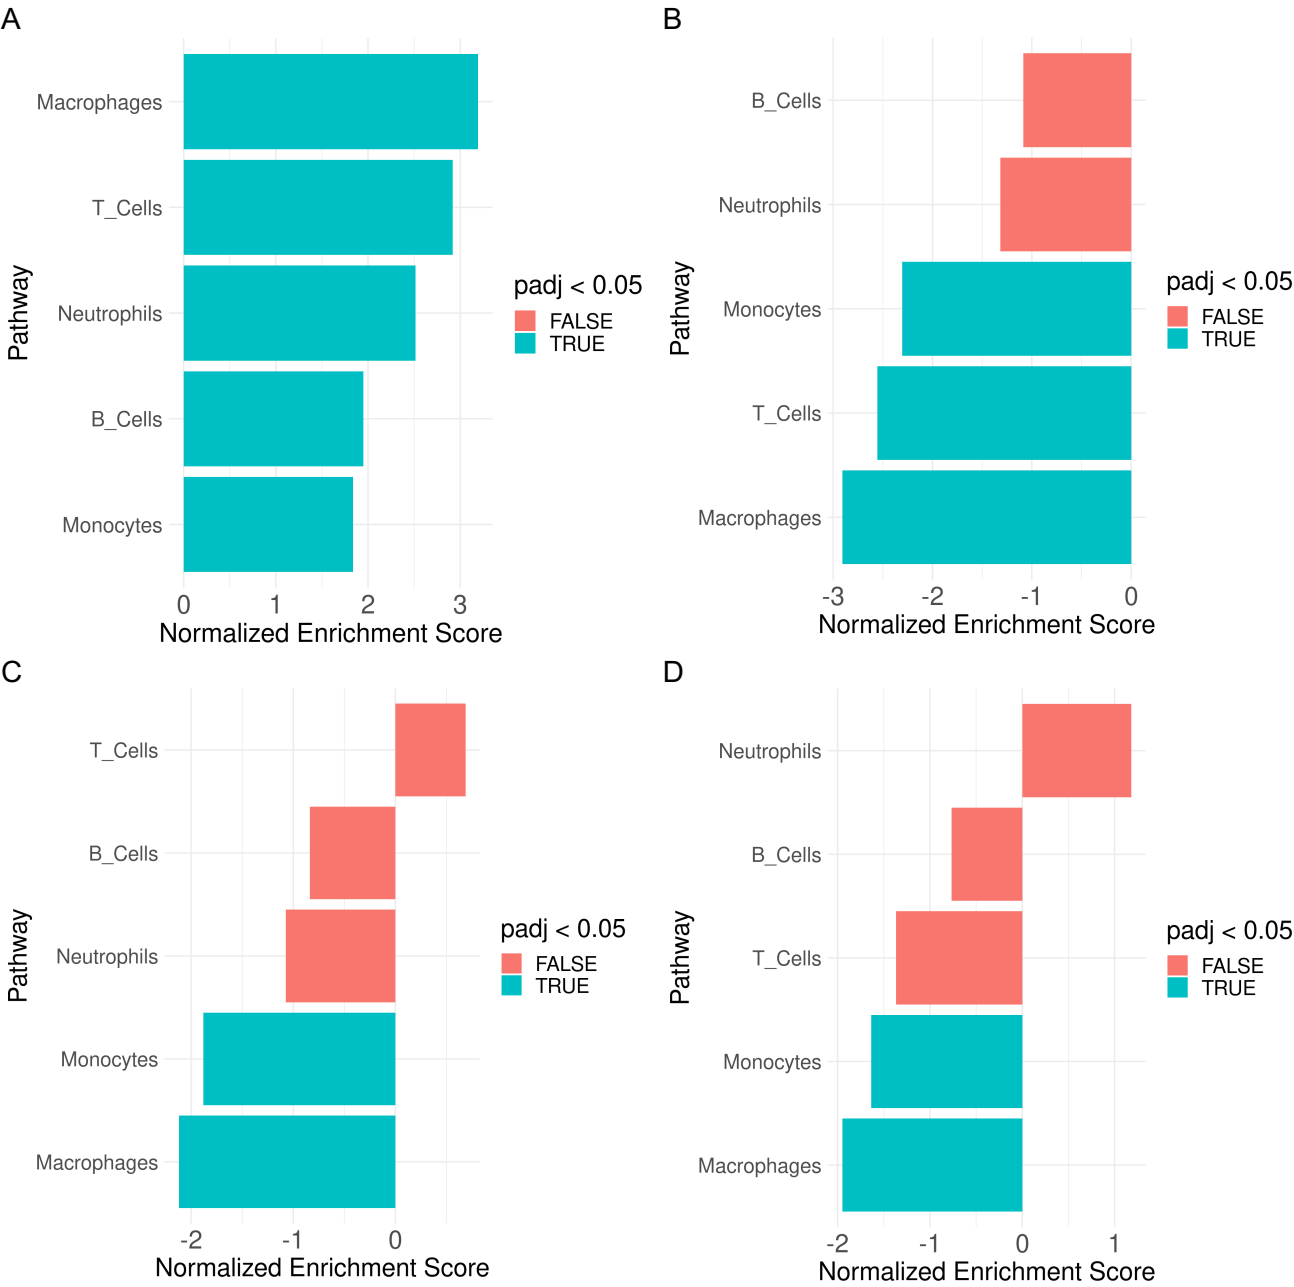 A
Macrophages
T_Cells
Neutrophils
B_Cells
Monocytes
Pathway
0 1 2 3
Normalized Enrichment Score
padj < 0.05
FALSE
TRUE
B
B_Cells
Neutrophils
Monocytes
T_Cells
Macrophages
Pathway
-3 -2 -1 0
Normalized Enrichment Score
padj < 0.05
FALSE
TRUE
C
T_Cells
B_Cells
Neutrophils
Monocytes
Macrophages
Pathway
-2 -1 0
Normalized Enrichment Score
padj < 0.05
FALSE
TRUE
D
Neutrophils
B_Cells
T_Cells
Monocytes
Macrophages
Pathway
-2 -1 0 1
Normalized Enrichment Score
padj < 0.05
FALSE
TRUE